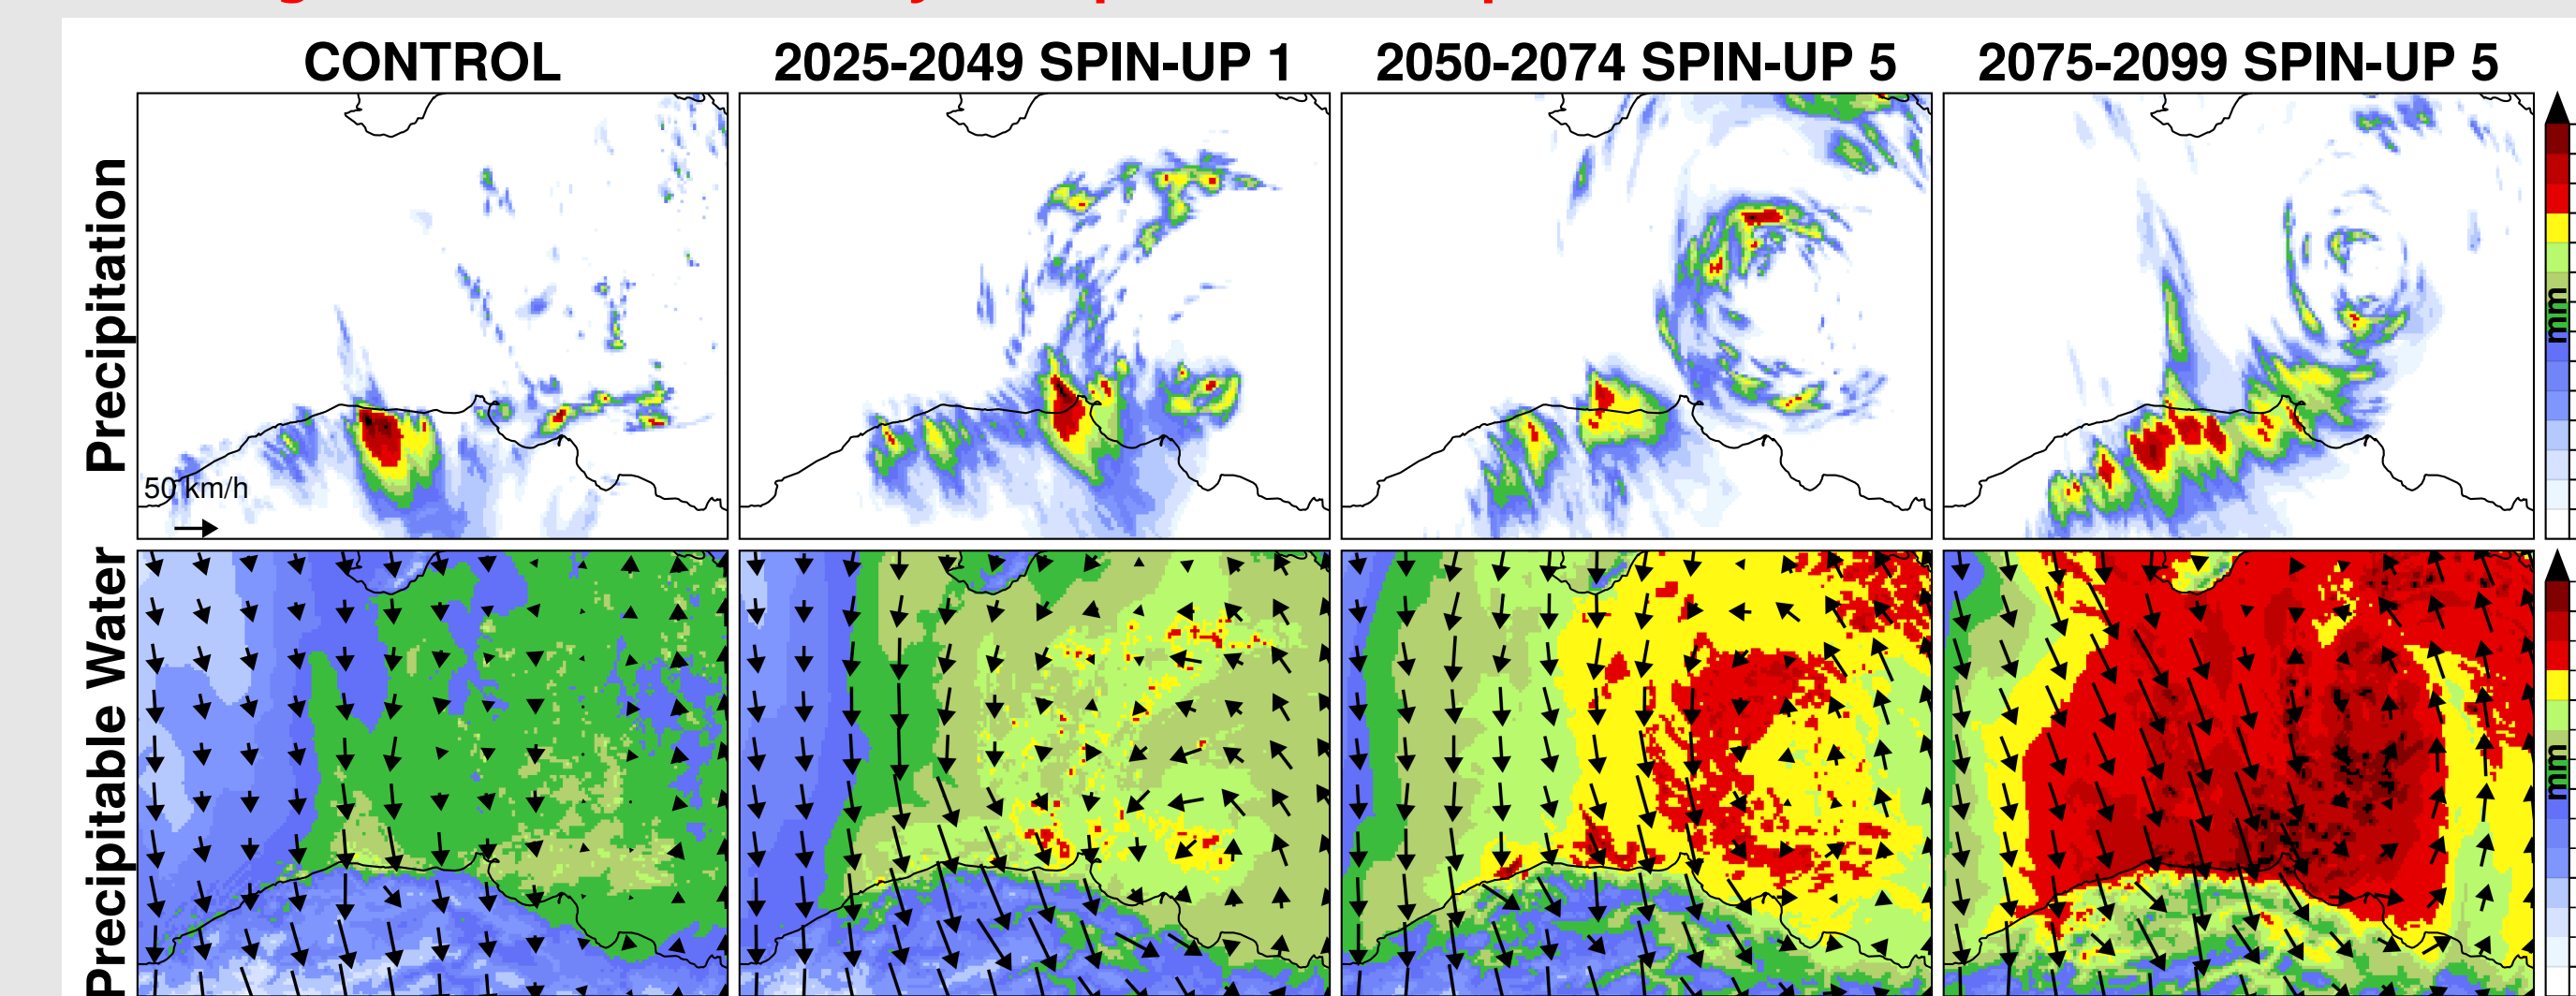 CONTROL
2025-2049 SPIN-UP 1
2050-2074 SPIN-UP 5
2075-2099 SPIN-UP 5
Precipitation
50 km/h
mm
Precipitable Water
mm